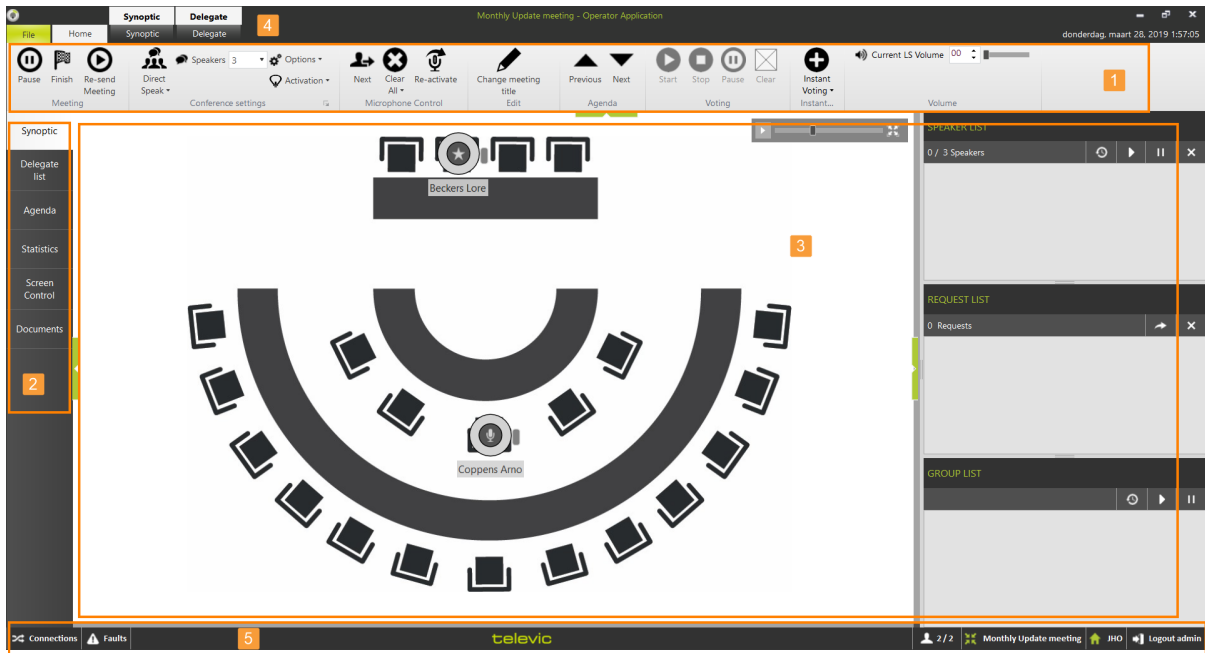 Synoptic Delegate Monthly Update meeting - Operator Application
File Home Synoptic Delegate 4 donderdag, maart 28, 2019 1:57:05
Speakers 3 Options Current LS Volume 00
Pause Finish Re-send Meeting Direct Speak Activation Next Clear All Re-activate Change meeting title Previous Next Start Stop Pause Clear Instant Voting 1
Meeting Conference settings Microphone Control Edit Agenda Voting Instant... Volume
Synoptic
Delegate
list
Agenda
Statistics
Screen
Control
Documents
2
Beckers Lore
3
Coppens Arno
SPEAKER LIST
0 / 3 Speakers
REQUEST LIST
0 Requests
GROUP LIST
Connections Faults 5 televic 2/2 Monthly Update meeting JHO Logout admin